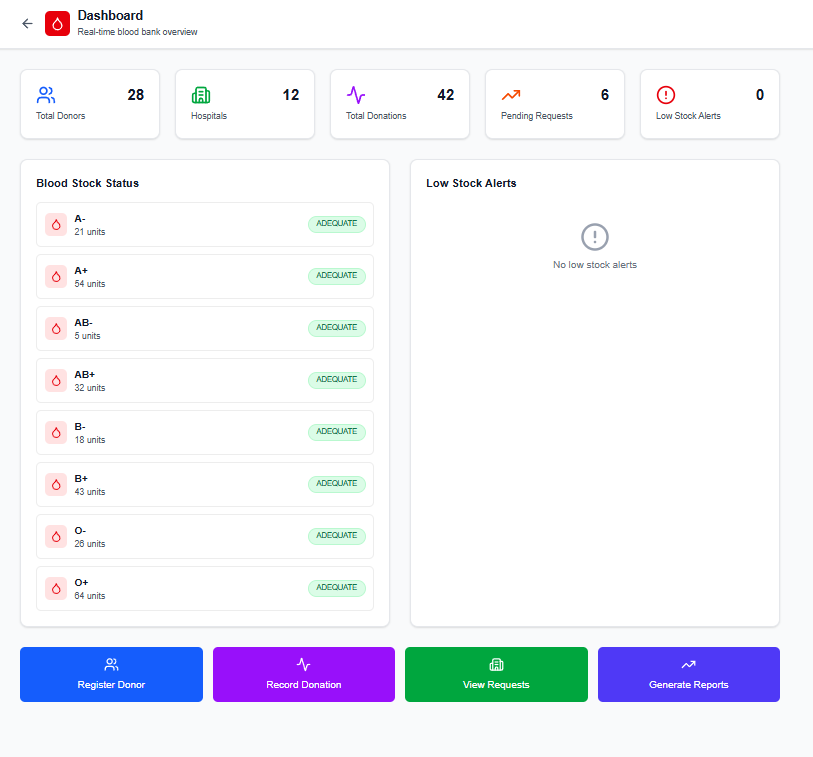 Dashboard
Real-time blood bank overview
28
Total Donors
12
Hospitals
42
Total Donations
6
Pending Requests
0
Low Stock Alerts
Blood Stock Status
A-
21 units
ADEQUATE
A+
54 units
ADEQUATE
AB-
5 units
ADEQUATE
AB+
32 units
ADEQUATE
B-
18 units
ADEQUATE
B+
43 units
ADEQUATE
O-
26 units
ADEQUATE
O+
64 units
ADEQUATE
Low Stock Alerts
No low stock alerts
Register Donor
Record Donation
View Requests
Generate Reports